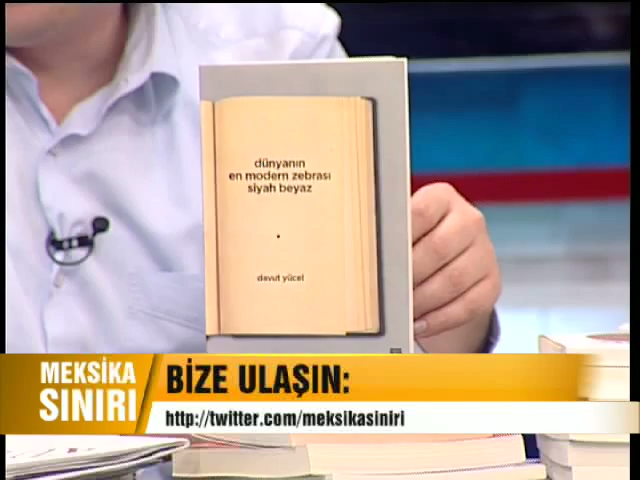 dünyanın
en modern zebrası
siyah beyaz
davut yücel
MEKSİKA
SINIRI
BİZE ULAŞIN:
http://twitter.com/meksikasiniri